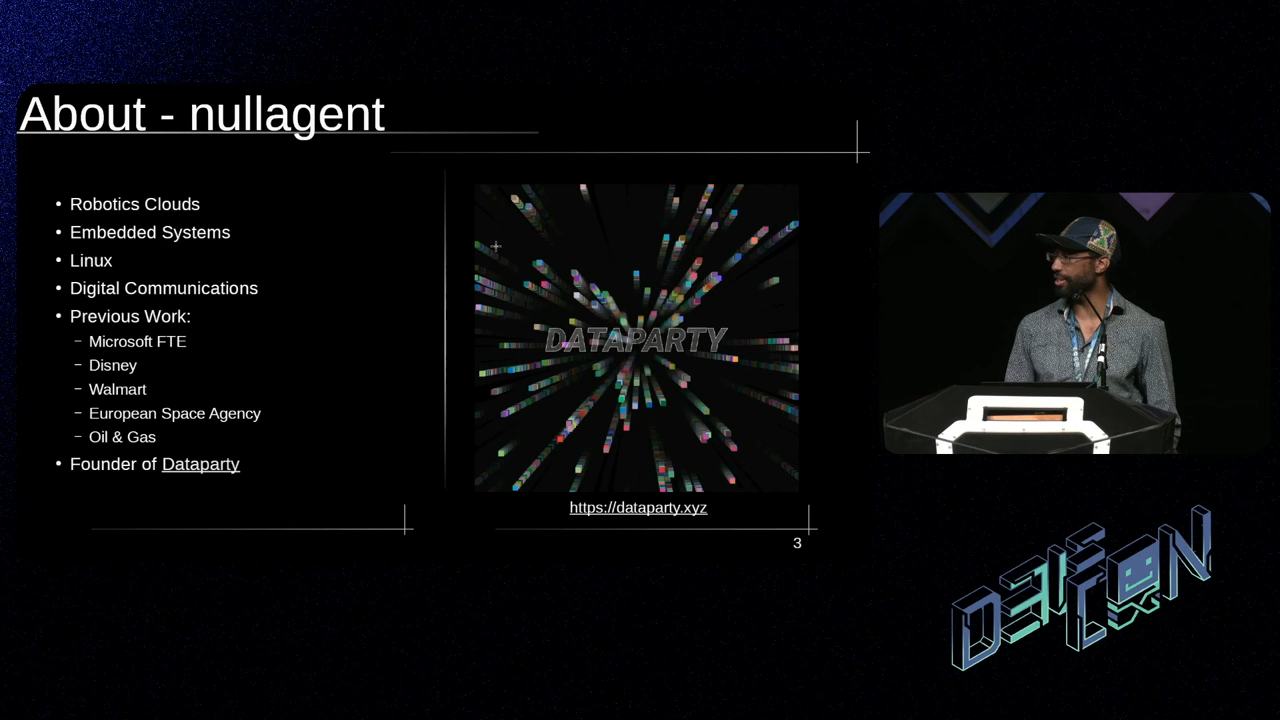 About - nullagent
• Robotics Clouds
• Embedded Systems
• Linux
• Digital Communications
• Previous Work:
– Microsoft FTE
– Disney
– Walmart
– European Space Agency
– Oil & Gas
• Founder of Dataparty
DATAPARTY
https://dataparty.xyz
3
DEF CON